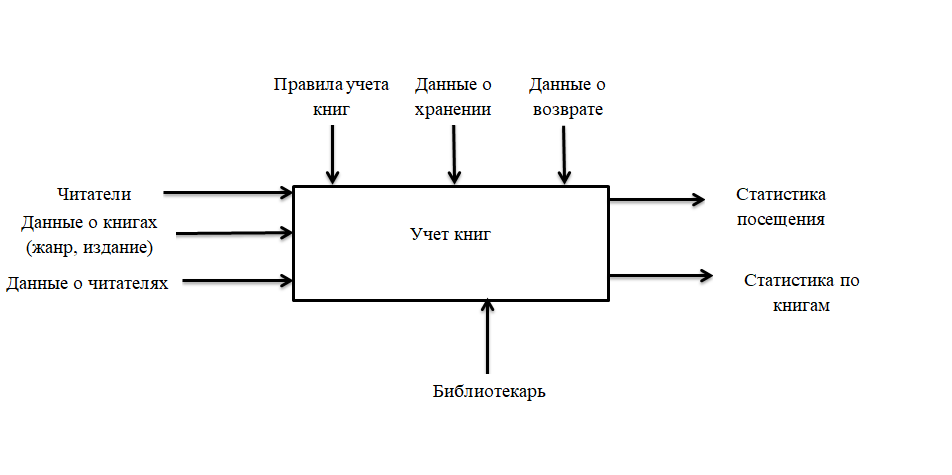 Правила учета
книг
Данные о
хранении
Данные о
возврате
Читатели
Данные о книгах
(жанр, издание)
Данные о читателях
Учет книг
Статистика
посещения
Статистика по
книгам
Библиотекарь